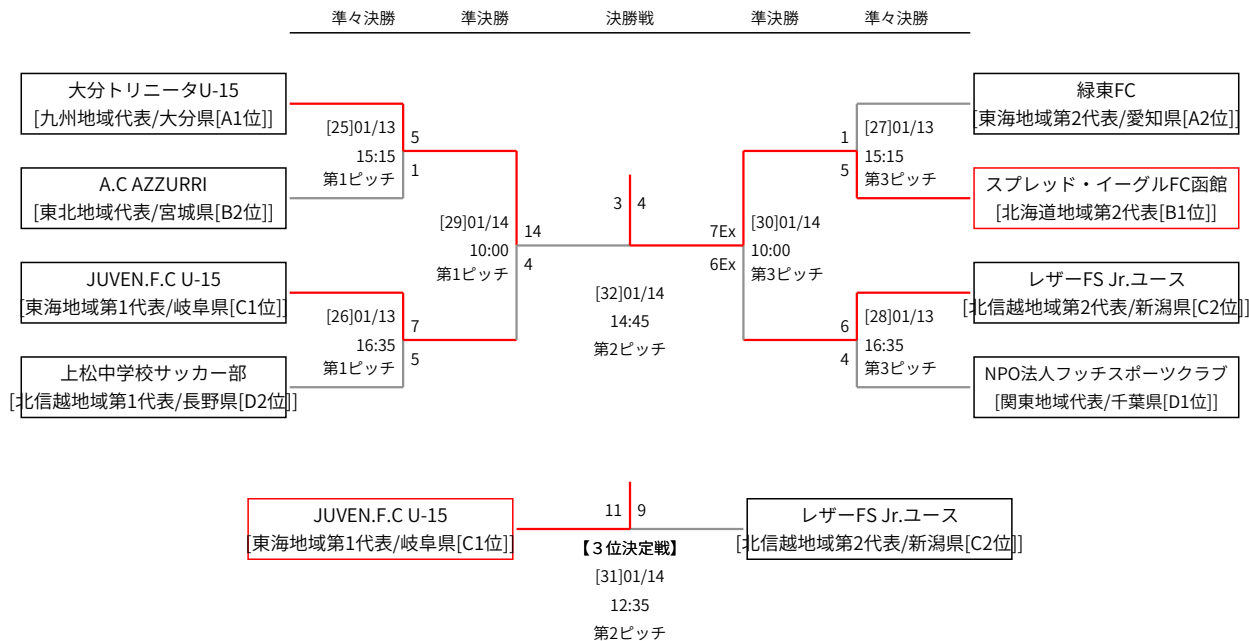 準々決勝 準決勝 決勝戦 準決勝 準々決勝
大分トリニータU-15
[九州地域代表/大分県[A1位]]
A.C AZZURRI
[東北地域代表/宮城県[B2位]]
JUVEN.F.C U-15
[東海地域第1代表/岐阜県[C1位]]
上松中学校サッカー部
[北信越地域第1代表/長野県[D2位]]
[25]01/13
15:15
第1ピッチ
5
1
[26]01/13
16:35
第1ピッチ
7
5
[29]01/14
10:00
第1ピッチ
14
4
3 4
[32]01/14
14:45
第2ピッチ
7Ex
6Ex
[30]01/14
10:00
第3ピッチ
1
5
[27]01/13
15:15
第3ピッチ
6
4
[28]01/13
16:35
第3ピッチ
緑東FC
[東海地域第2代表/愛知県[A2位]]
スプレッド・イーグルFC函館
[北海道地域第2代表[B1位]]
レザーFS Jr.ユース
[北信越地域第2代表/新潟県[C2位]]
NPO法人フッチスポーツクラブ
[関東地域代表/千葉県[D1位]]
JUVEN.F.C U-15
[東海地域第1代表/岐阜県[C1位]]
11 9
【３位決定戦】
[31]01/14
12:35
第2ピッチ
レザーFS Jr.ユース
[北信越地域第2代表/新潟県[C2位]]